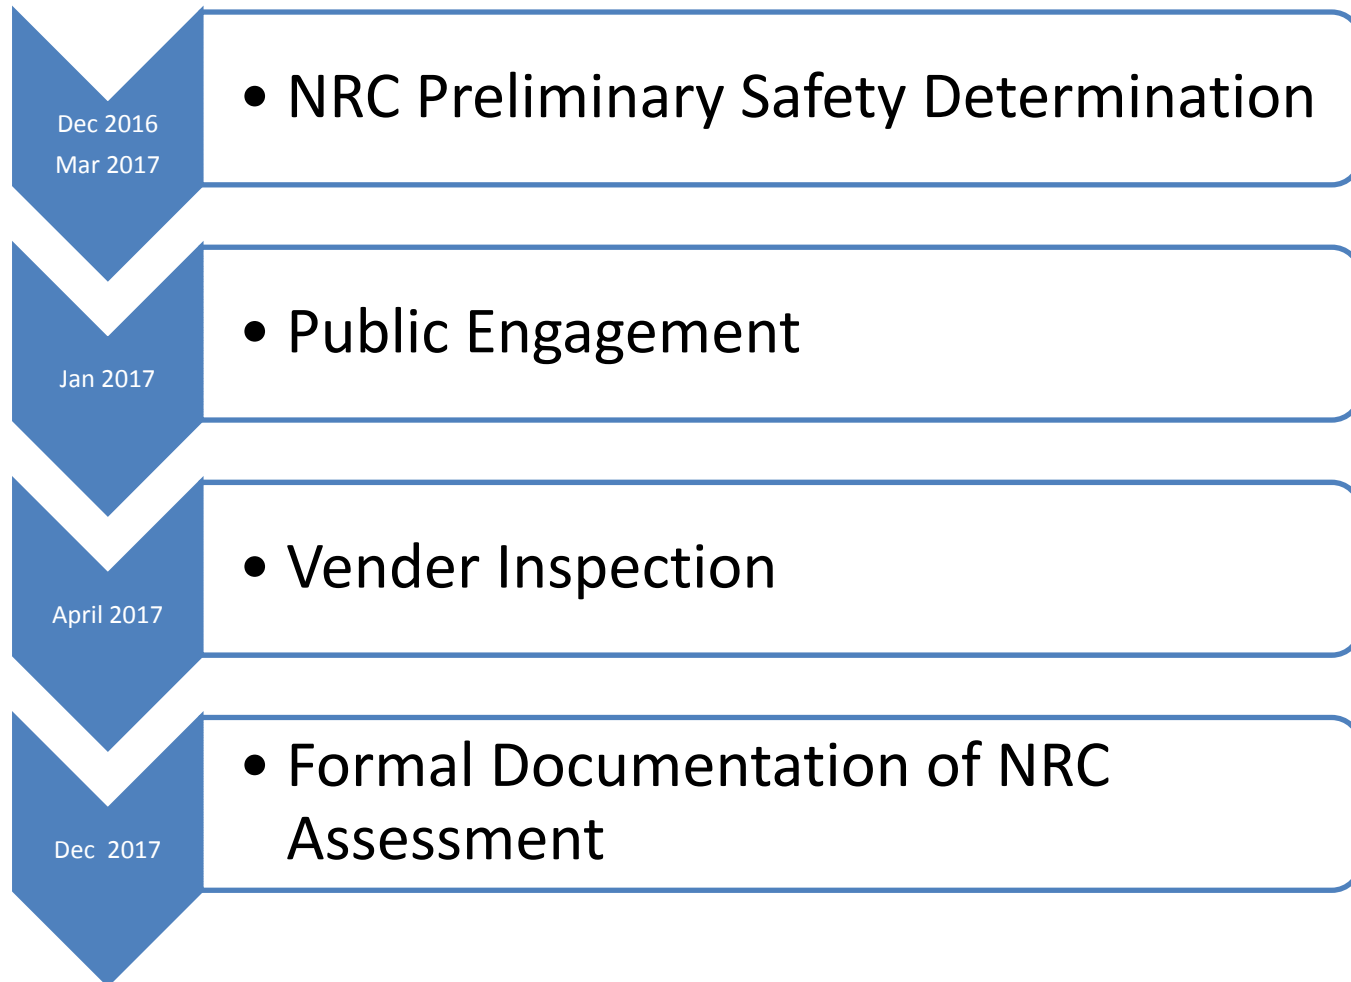 Dec 2016
Mar 2017
• NRC Preliminary Safety Determination
Jan 2017
• Public Engagement
April 2017
• Vender Inspection
Dec  2017
• Formal Documentation of NRC
Assessment